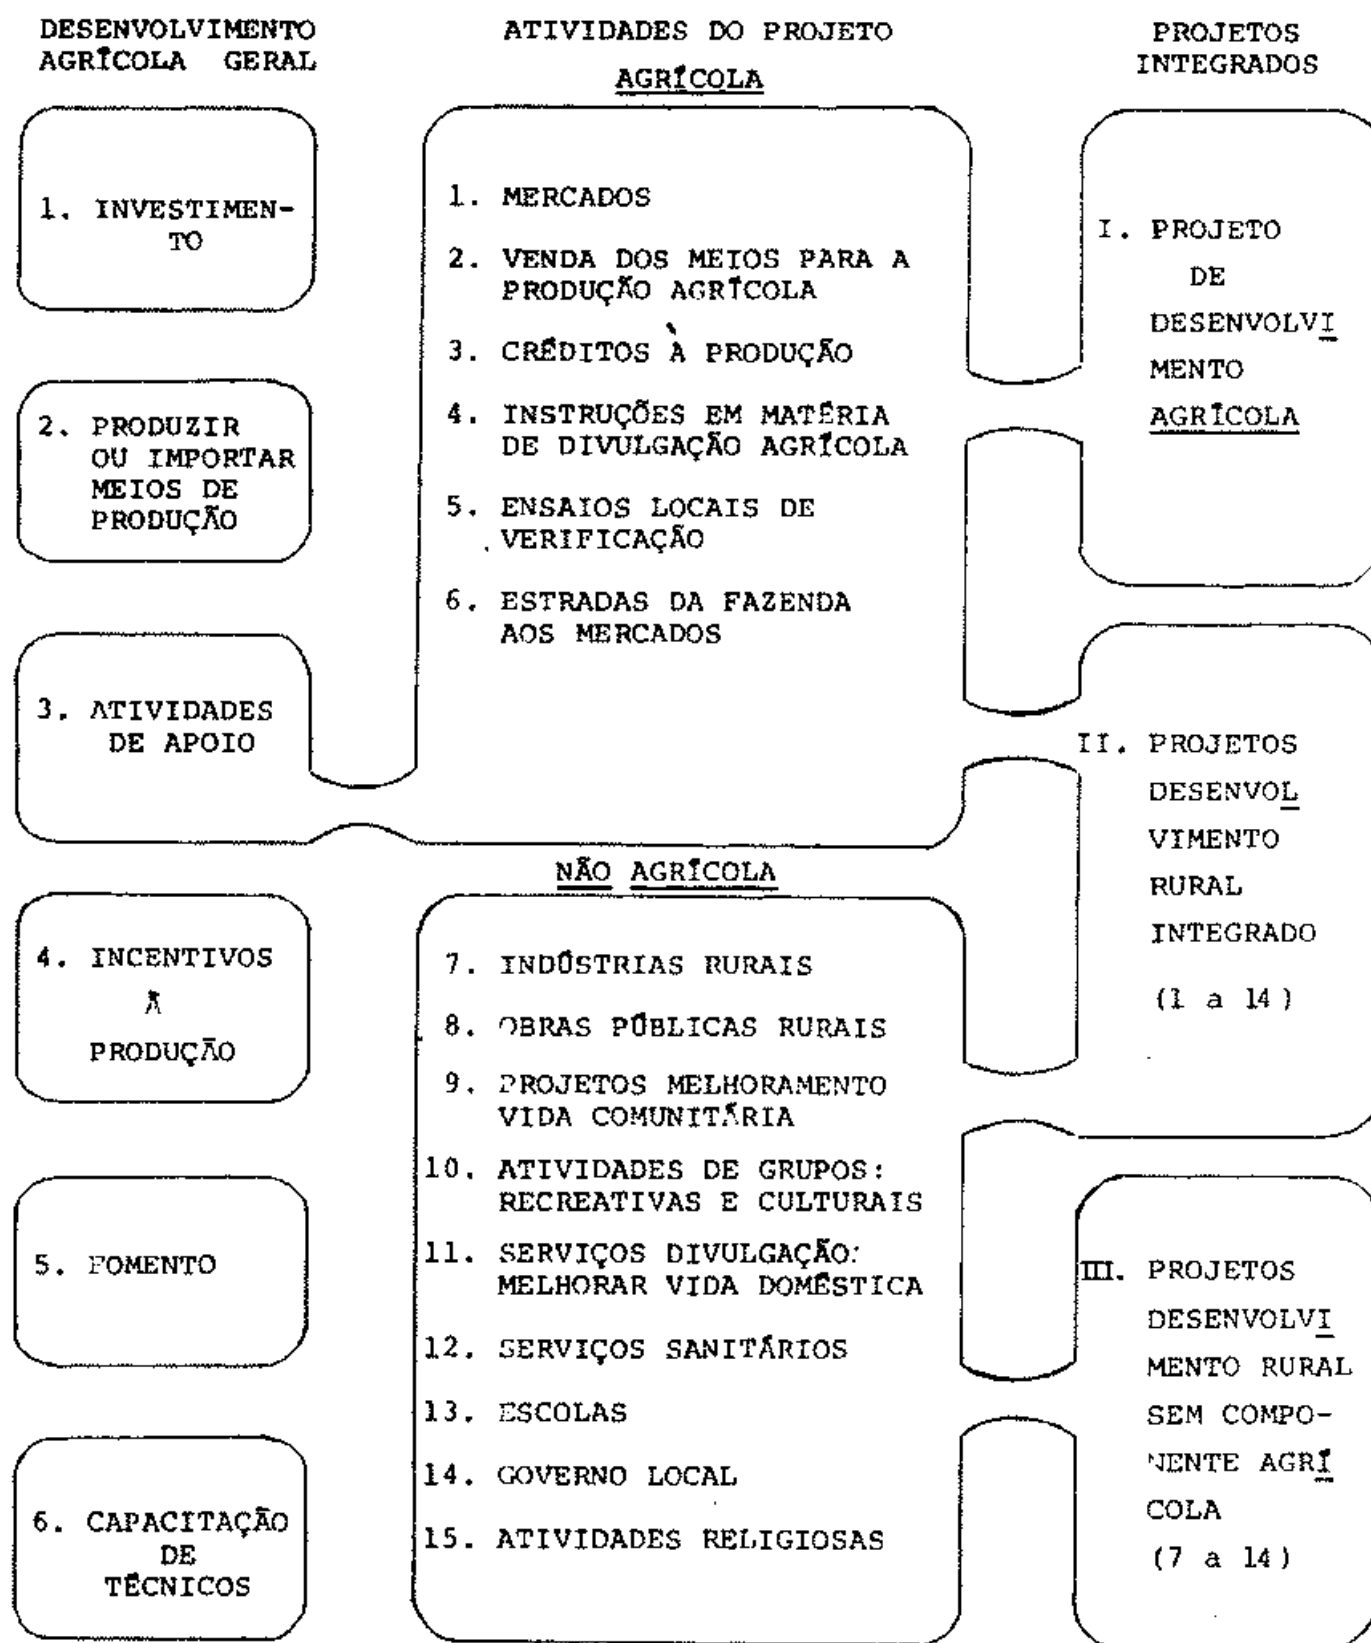 DESENVOLVIMENTO
AGRÍCOLA GERAL
1. INVESTIMEN-
TO
2. PRODUZIR
OU IMPORTAR
MEIOS DE
PRODUÇÃO
3. ATIVIDADES
DE APOIO
4. INCENTIVOS
À
PRODUÇÃO
5. FOMENTO
6. CAPACITAÇÃO
DE
TÉCNICOS
ATIVIDADES DO PROJETO
AGRÍCOLA
1. MERCADOS
2. VENDA DOS MEIOS PARA A
PRODUÇÃO AGRÍCOLA
3. CRÉDITOS À PRODUÇÃO
4. INSTRUÇÕES EM MATÉRIA
DE DIVULGAÇÃO AGRÍCOLA
5. ENSAIOS LOCAIS DE
VERIFICAÇÃO
6. ESTRADAS DA FAZENDA
AOS MERCADOS
NÃO AGRÍCOLA
7. INDÚSTRIAS RURAIS
8. OBRAS PÚBLICAS RURAIS
9. PROJETOS MELHORAMENTO
VIDA COMUNITÁRIA
10. ATIVIDADES DE GRUPOS:
RECREATIVAS E CULTURAIS
11. SERVIÇOS DIVULGAÇÃO:
MELHORAR VIDA DOMÉSTICA
12. SERVIÇOS SANITÁRIOS
13. ESCOLAS
14. GOVERNO LOCAL
15. ATIVIDADES RELIGIOSAS
PROJETOS
INTEGRADOS
I. PROJETO
DE
DESENVOLVI
MENTO
AGRÍCOLA
II. PROJETOS
DESENVOL
VIMENTO
RURAL
INTEGRADO
(1 a 14)
III. PROJETOS
DESENVOLVI
MENTO RURAL
SEM COMPO-
NENTE AGRÍ
COLA
(7 a 14)